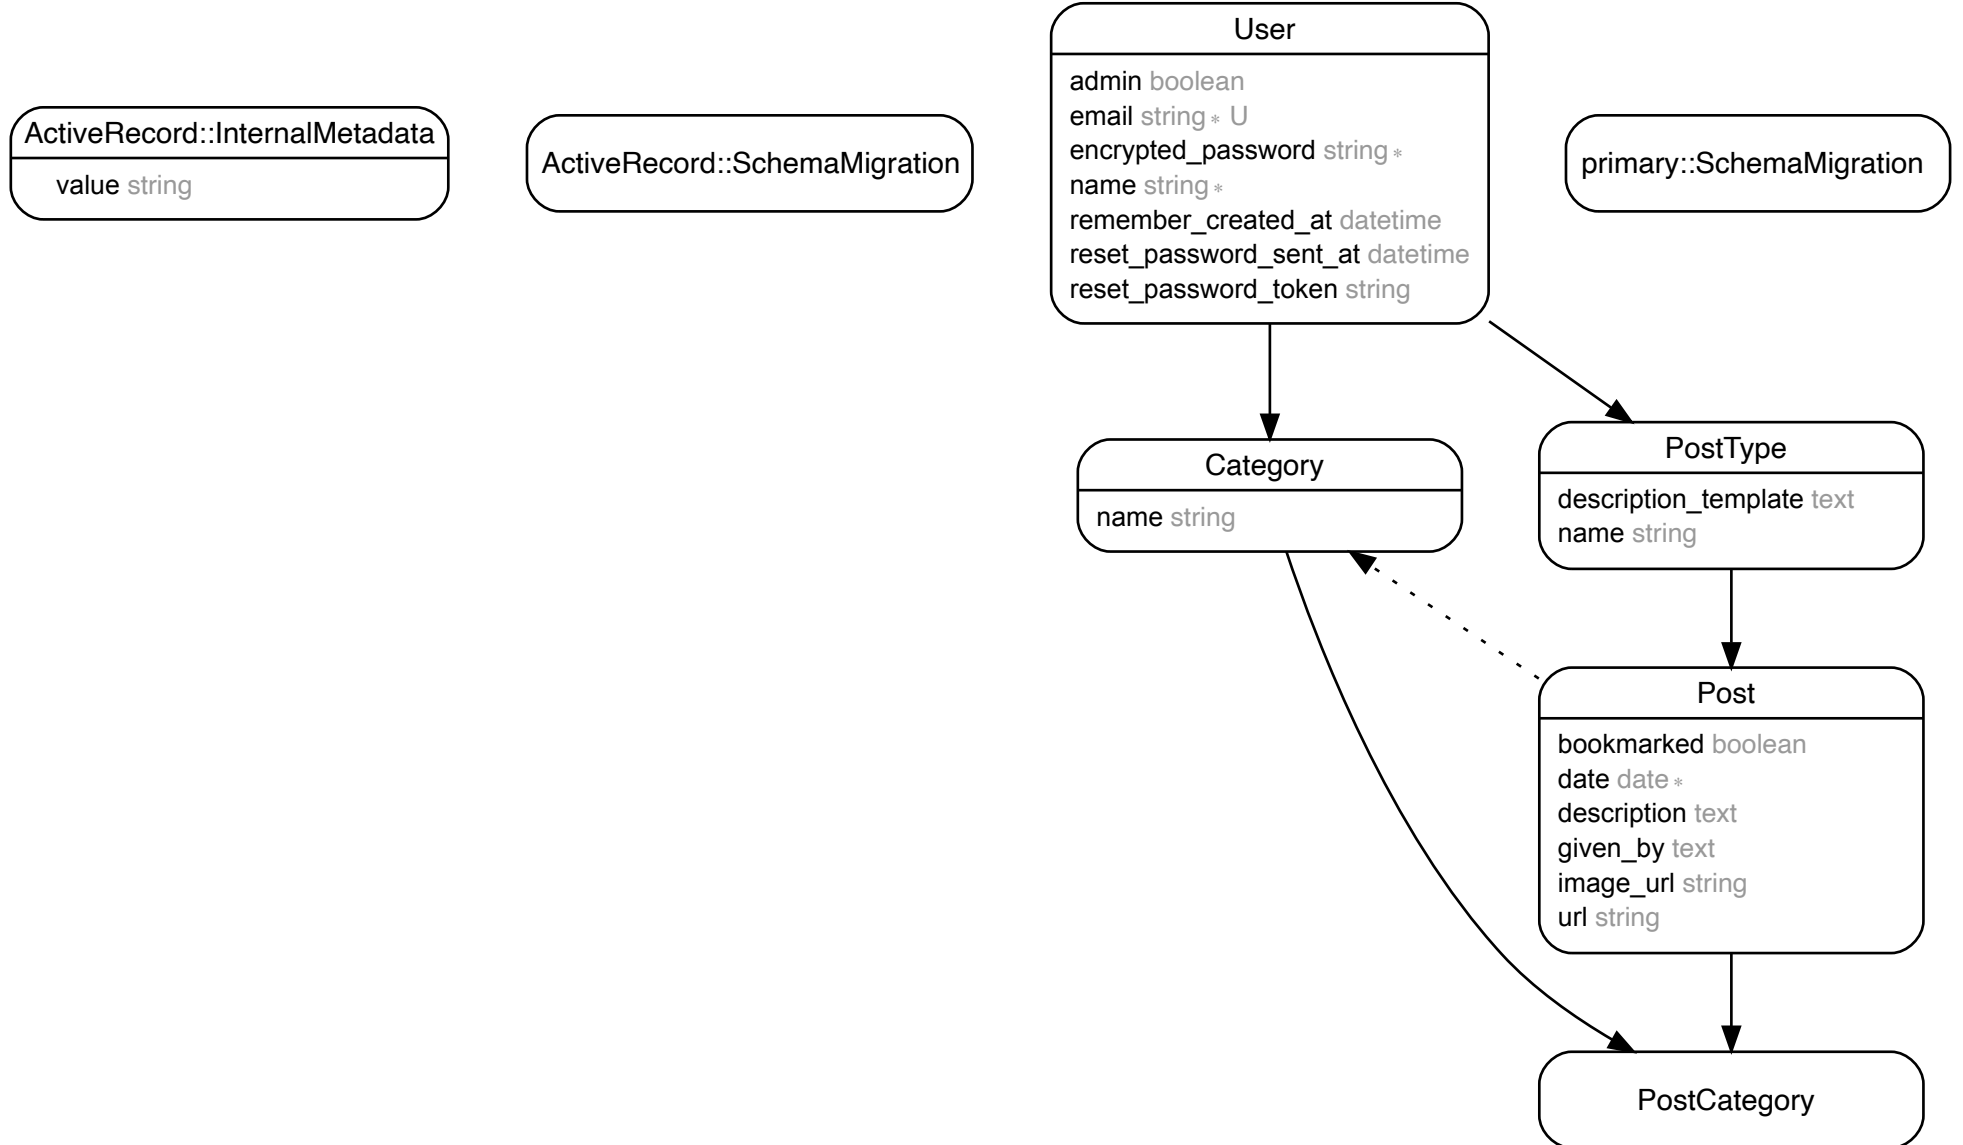 User
admin boolean
email string * U
encrypted_password string *
name string *
remember_created_at datetime
reset_password_sent_at datetime
reset_password_token string
ActiveRecord::InternalMetadata
value string
ActiveRecord::SchemaMigration
primary::SchemaMigration
Category
name string
PostType
description_template text
name string
Post
bookmarked boolean
date date *
description text
given_by text
image_url string
url string
PostCategory